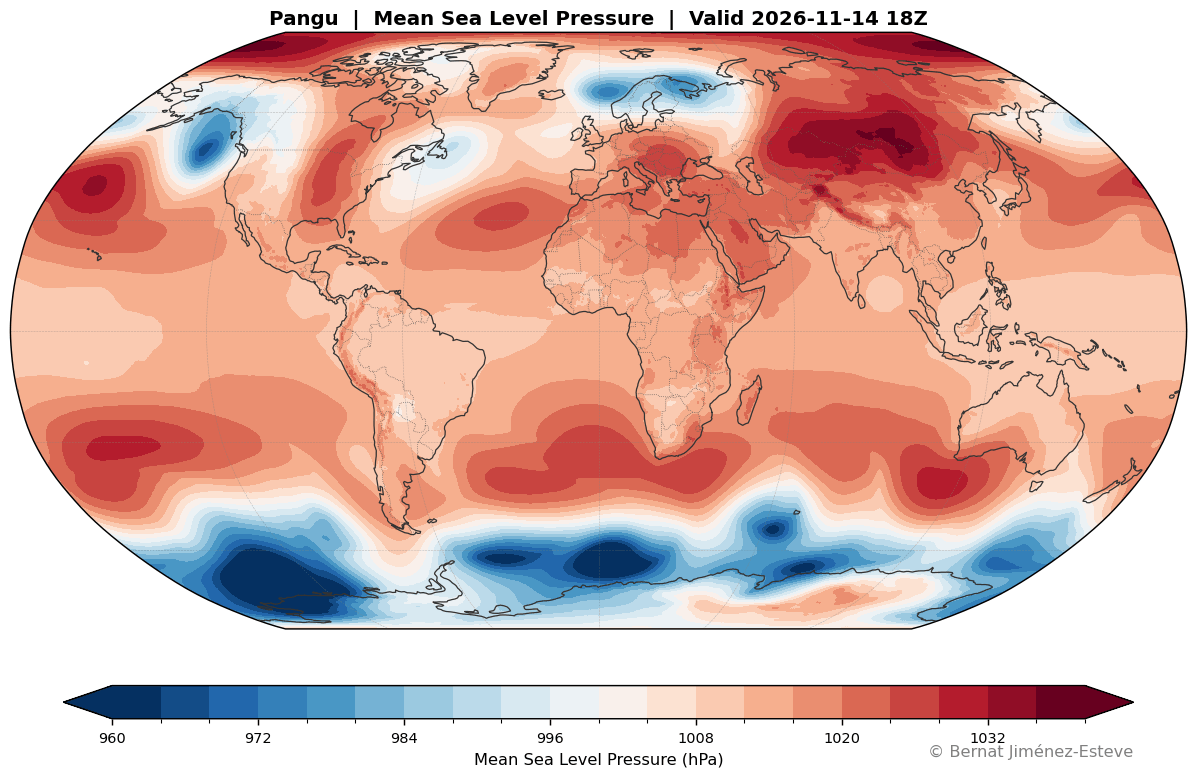 Pangu | Mean Sea Level Pressure | Valid 2026-11-14 18Z
960 972 984 996 1008 1020 1032
Mean Sea Level Pressure (hPa)
© Bernat Jiménez-Esteve